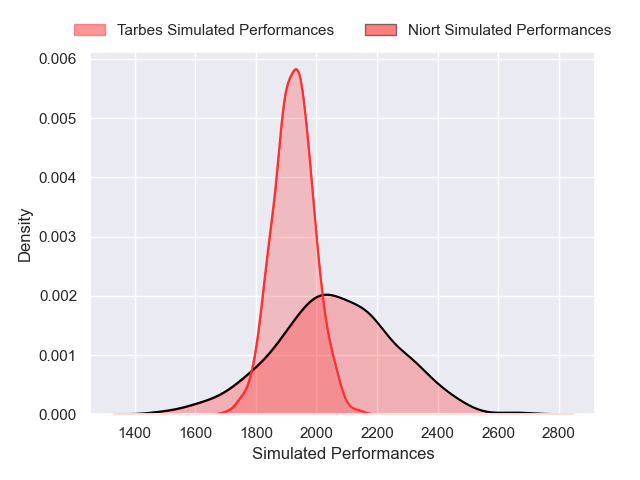 Tarbes Simulated Performances   Niort Simulated Performances
0.006
0.005
0.004
0.003
0.002
0.001
0.000
Density
1400 1600 1800 2000 2200 2400 2600 2800
Simulated Performances